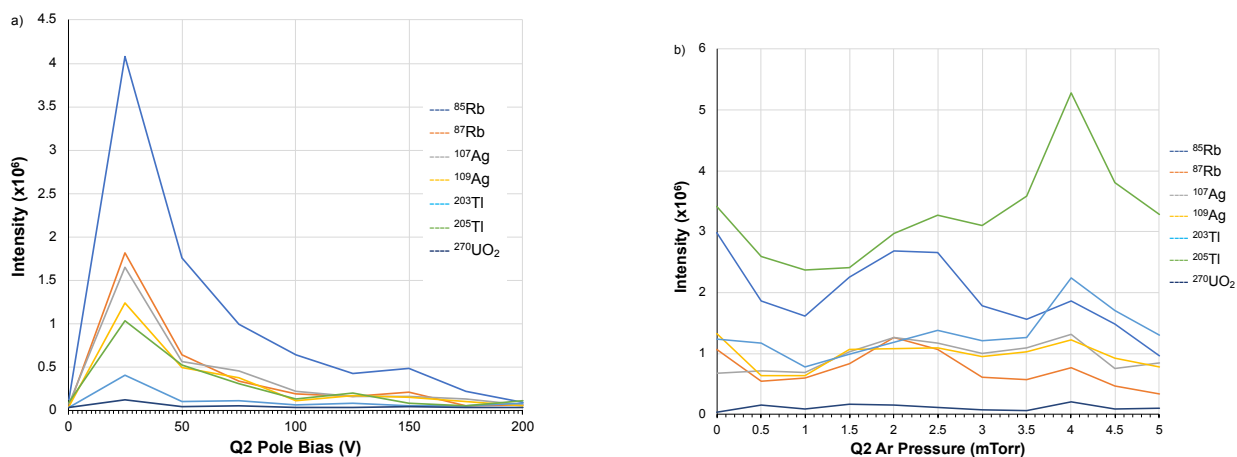 a)
4.5
4
3.5
3
2.5
2
1.5
1
0.5
0
Intensity (x10⁶)
0 50 100 150 200
Q2 Pole Bias (V)
⁸⁵Rb
⁸⁷Rb
¹⁰⁷Ag
¹⁰⁹Ag
²⁰³Tl
²⁰⁵Tl
²⁷⁰UO₂
b)
6
5
4
3
2
1
0
Intensity (x10⁶)
0 0.5 1 1.5 2 2.5 3 3.5 4 4.5 5
Q2 Ar Pressure (mTorr)
⁸⁵Rb
⁸⁷Rb
¹⁰⁷Ag
¹⁰⁹Ag
²⁰³Tl
²⁰⁵Tl
²⁷⁰UO₂